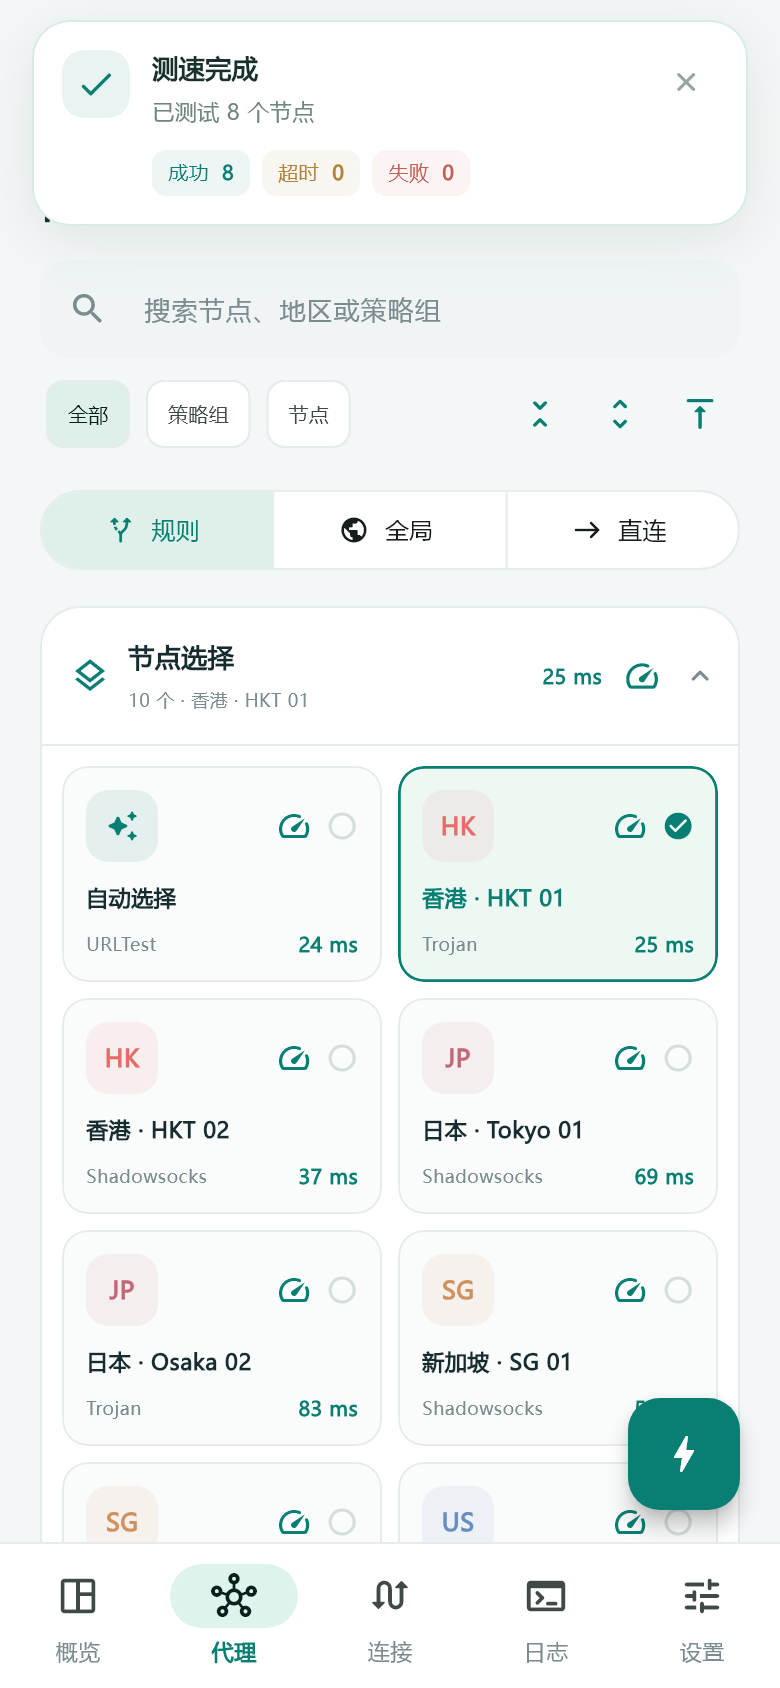 测速完成
已测试 8 个节点
成功 8 超时 0 失败 0
搜索节点、地区或策略组
全部 策略组 节点
规则 全局 直连
节点选择
10 个 · 香港 · HKT 01
25 ms
自动选择
URLTest 24 ms
HK
香港 · HKT 01
Trojan 25 ms
HK
香港 · HKT 02
Shadowsocks 37 ms
JP
日本 · Tokyo 01
Shadowsocks 69 ms
JP
日本 · Osaka 02
Trojan 83 ms
SG
新加坡 · SG 01
Shadowsocks
SG
US
概览 代理 连接 日志 设置